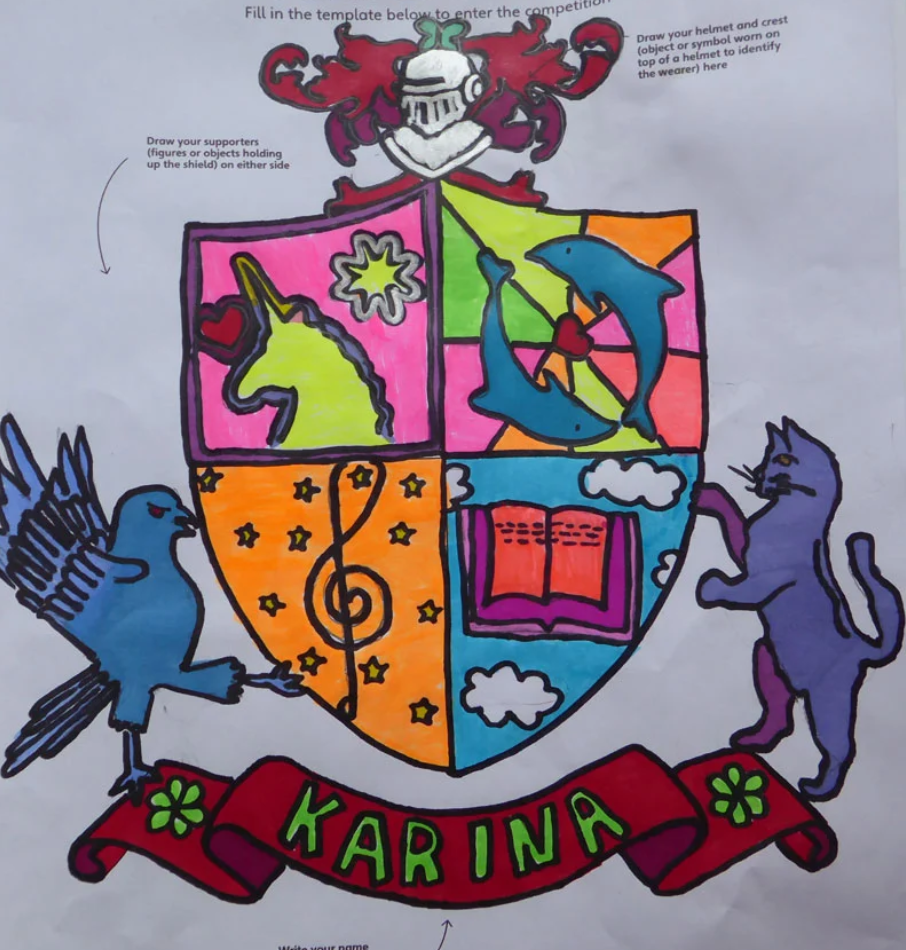 Fill in the template below to enter the competition
Draw your helmet and crest
(object or symbol worn on
top of a helmet to identify
the wearer) here
Draw your supporters
(figures or objects holding
up the shield) on either side
KARINA
Write your name